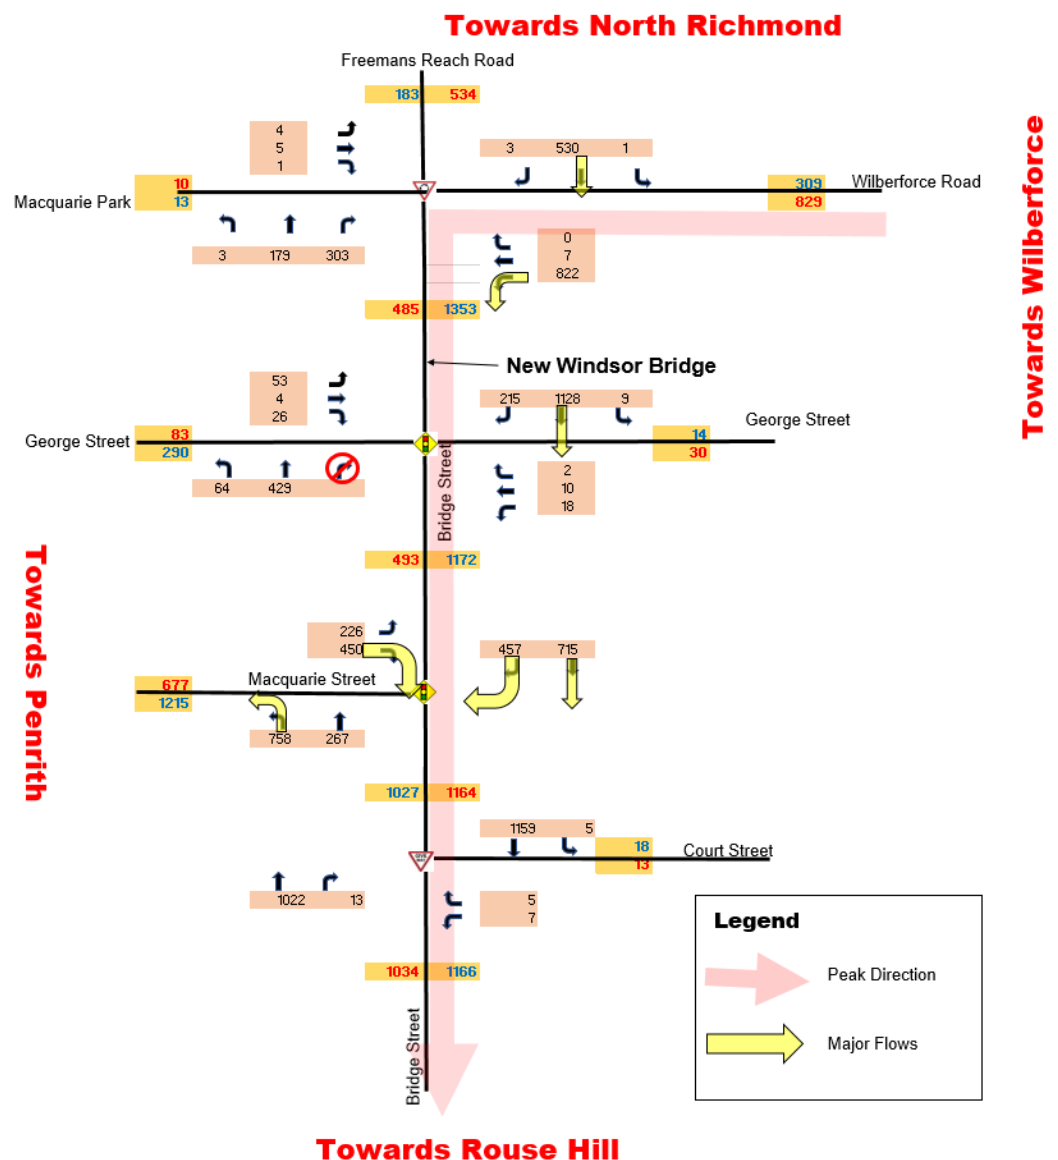 Towards North Richmond
Freemans Reach Road
183 534
4
5
1
3 530 1
10
13
Macquarie Park
309
829
Wilberforce Road
Towards Wilberforce
3 179 303
0
7
822
485 1353
New Windsor Bridge
53
4
26
215 1128 9
George Street
83
290
14
30
George Street
64 429
2
10
18
Bridge Street
493 1172
Towards Penrith
226
450
457 715
677
1215
Macquarie Street
758 267
1027 1164
1159 5
18
13
Court Street
1022 13
5
7
1034 1166
Bridge Street
Legend
Peak Direction
Major Flows
Towards Rouse Hill